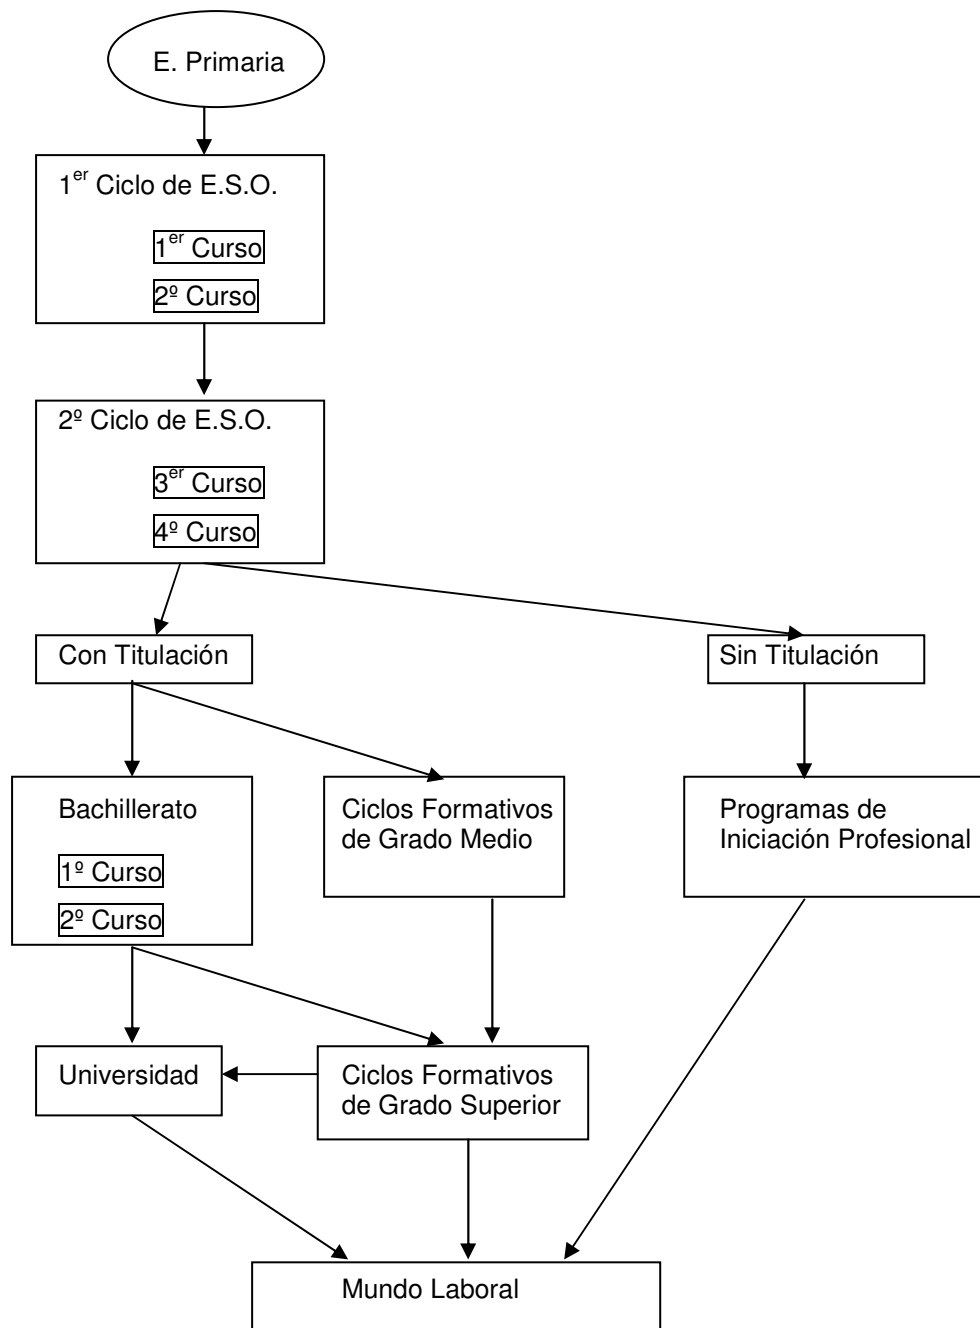 E. Primaria
1er Ciclo de E.S.O.
1er Curso
2º Curso
2º Ciclo de E.S.O.
3er Curso
4º Curso
Con Titulación
Sin Titulación
Bachillerato
1º Curso
2º Curso
Ciclos Formativos
de Grado Medio
Programas de
Iniciación Profesional
Universidad
Ciclos Formativos
de Grado Superior
Mundo Laboral